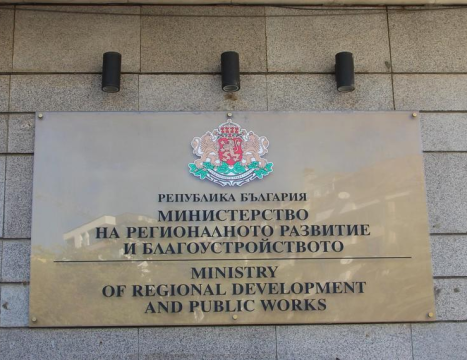 РЕПУБЛИКА БЪЛГАРИЯ
МИНИСТЕРСТВО
НА РЕГИОНАЛНОТО РАЗВИТИЕ
И БЛАГОУСТРОЙСТВОТО
MINISTRY
OF REGIONAL DEVELOPMENT
AND PUBLIC WORKS